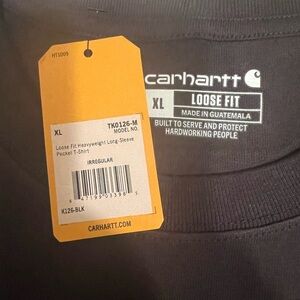 HTS009
XL
TK0126-M
MODEL NO.
Loose Fit Heavyweight Long-Sleeve
Pocket T-Shirt
IRREGULAR
K126-BLK
CARHARTT.COM
carhartt
XL
LOOSE FIT
MADE IN GUATEMALA
BUILT TO SERVE AND PROTECT
HARDWORKING PEOPLE